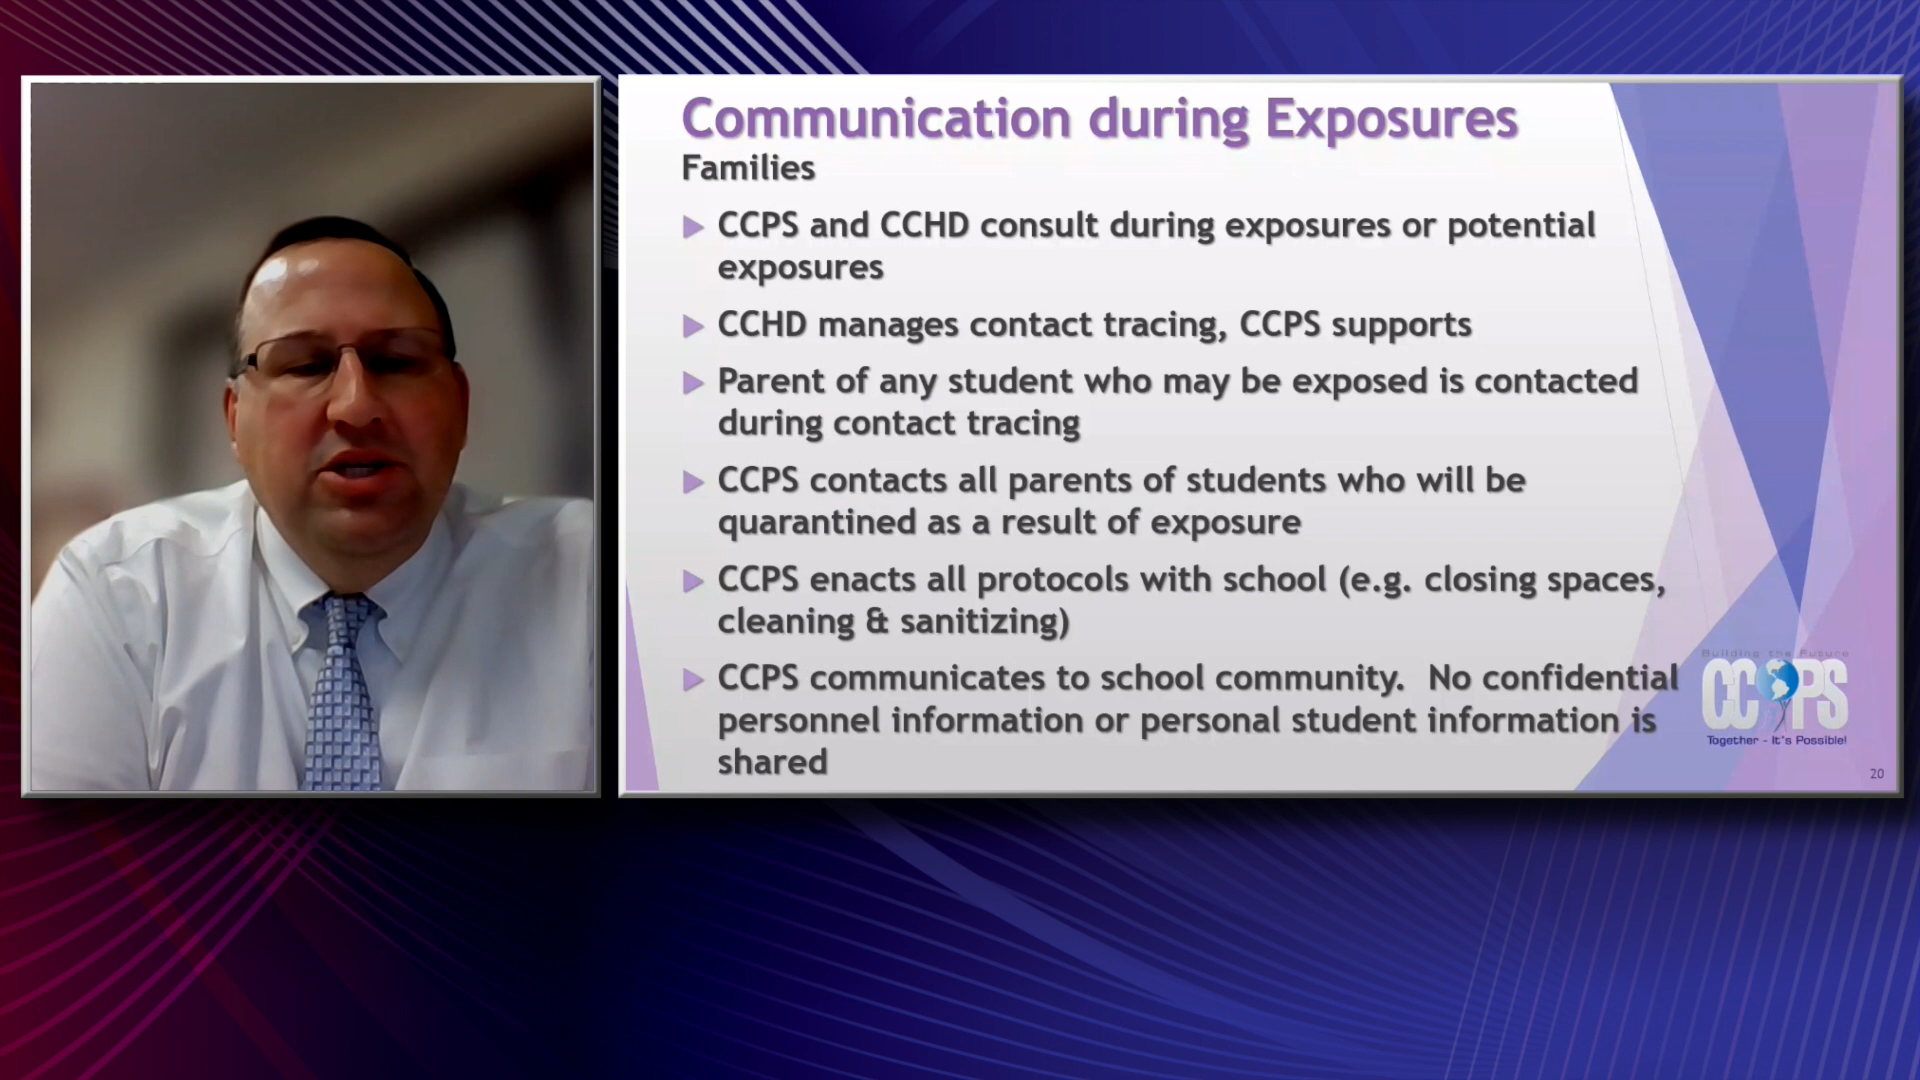 Communication during Exposures
Families
CCPS and CCHD consult during exposures or potential
exposures
CCHD manages contact tracing, CCPS supports
Parent of any student who may be exposed is contacted
during contact tracing
CCPS contacts all parents of students who will be
quarantined as a result of exposure
CCPS enacts all protocols with school (e.g. closing spaces,
cleaning & sanitizing)
CCPS communicates to school community.  No confidential
personnel information or personal student information is
shared
Building the Future
CCPS
Together - It's Possible!
20